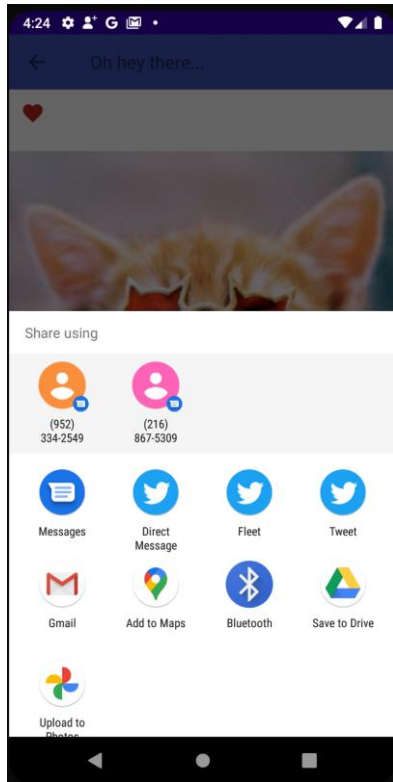 4:24 G
Oh hey there...
Share using
(952)
334-2549
(216)
867-5309
Messages
Direct
Message
Fleet
Tweet
Gmail
Add to Maps
Bluetooth
Save to Drive
Upload to
Photos